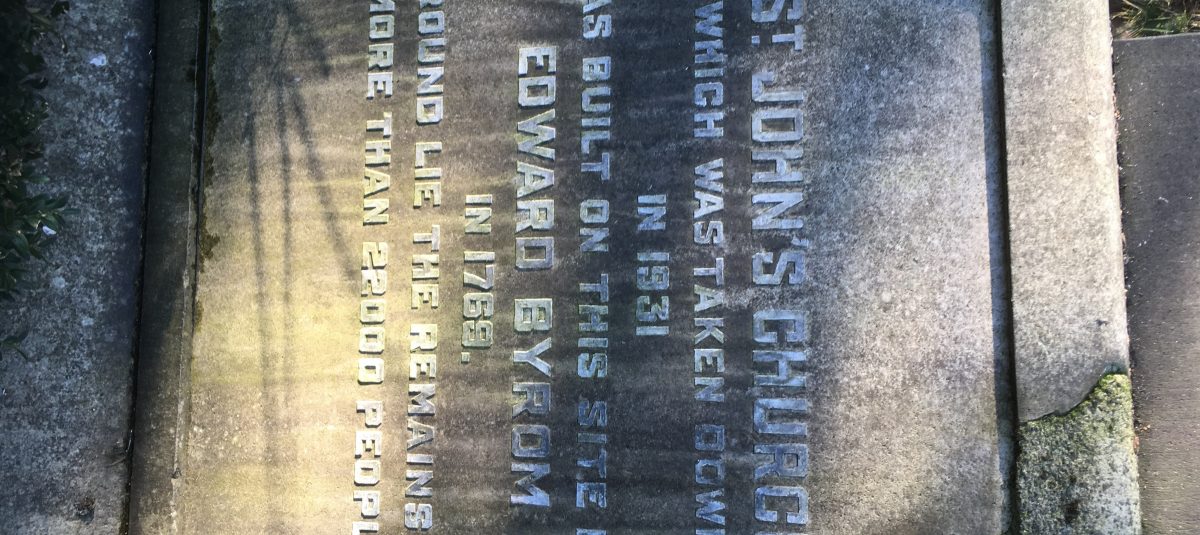 ST. JOHN'S CHURC
WHICH WAS TAKEN DOW
IN 1931
AS BUILT ON THIS SITE
EDWARD BYROM
IN 1769.
ROUND LIE THE REMAINS
MORE THAN 22000 PEOPL